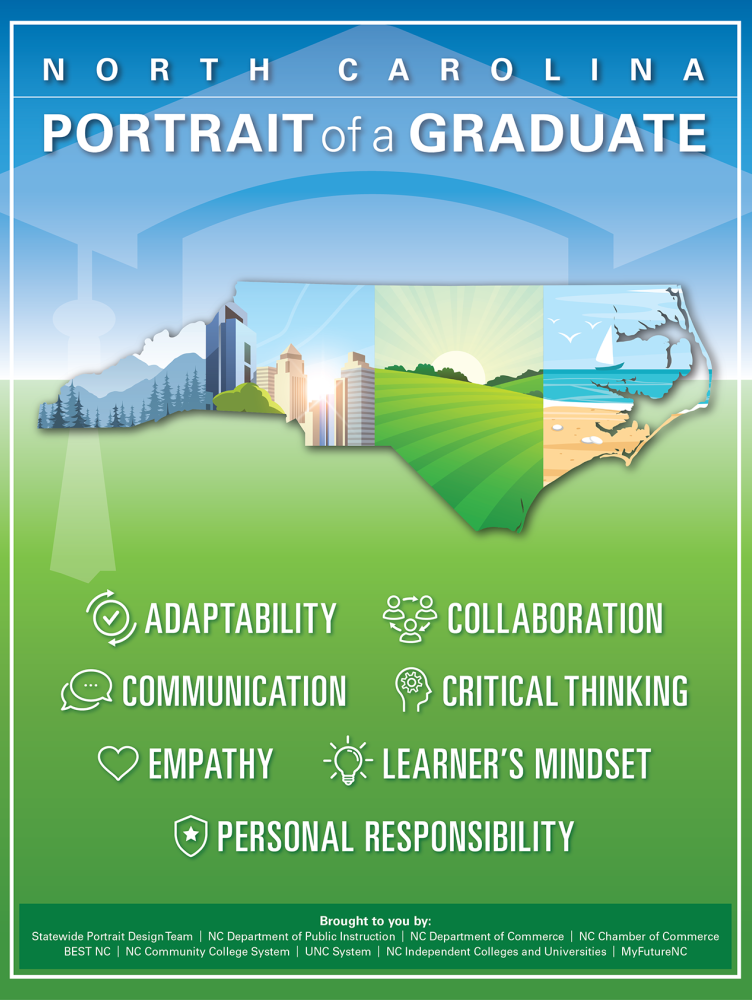 NORTH CAROLINA
PORTRAIT of a GRADUATE
ADAPTABILITY
COLLABORATION
COMMUNICATION
CRITICAL THINKING
EMPATHY
LEARNER'S MINDSET
PERSONAL RESPONSIBILITY
Brought to you by:
Statewide Portrait Design Team | NC Department of Public Instruction | NC Department of Commerce | NC Chamber of Commerce
BEST NC | NC Community College System | UNC System | NC Independent Colleges and Universities | MyFutureNC